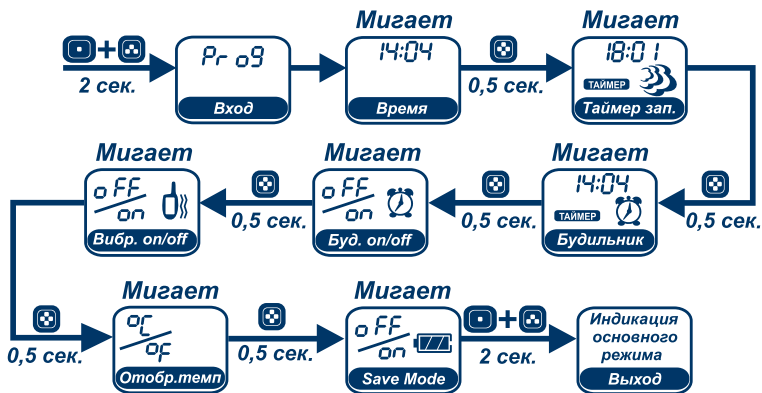 Мигает
Мигает
+
2 сек.
Prog
Вход
14:04
Время
0,5 сек.
18:01
ТАЙМЕР
Таймер зап.
Мигает
Мигает
Мигает
oFF
on
Вибр. on/off
0,5 сек.
oFF
on
Буд. on/off
0,5 сек.
14:04
ТАЙМЕР
Будильник
0,5 сек.
Мигает
Мигает
0,5 сек.
°C
°F
Отобр.темп
0,5 сек.
oFF
on
Save Mode
+
2 сек.
Индикация
основного
режима
Выход